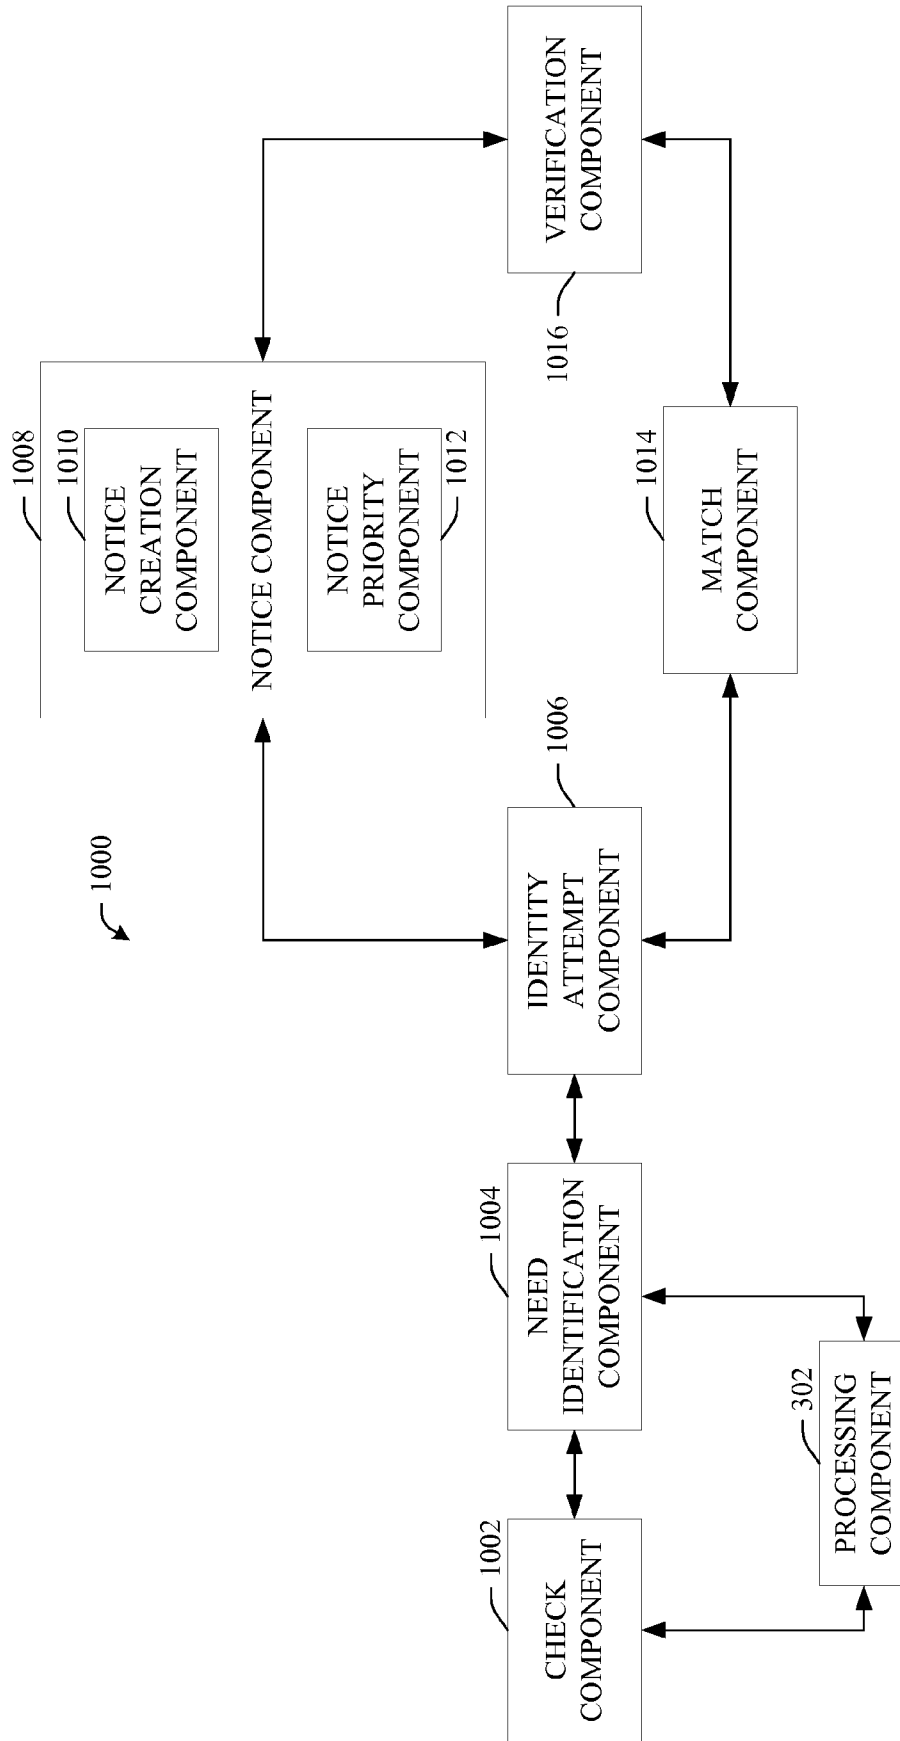 1000
1008
1010
NOTICE
CREATION
COMPONENT
NOTICE COMPONENT
NOTICE
PRIORITY
COMPONENT
1012
1002
CHECK
COMPONENT
1004
NEED
IDENTIFICATION
COMPONENT
IDENTITY
ATTEMPT
COMPONENT
1006
VERIFICATION
COMPONENT
1016
302
PROCESSING
COMPONENT
1014
MATCH
COMPONENT